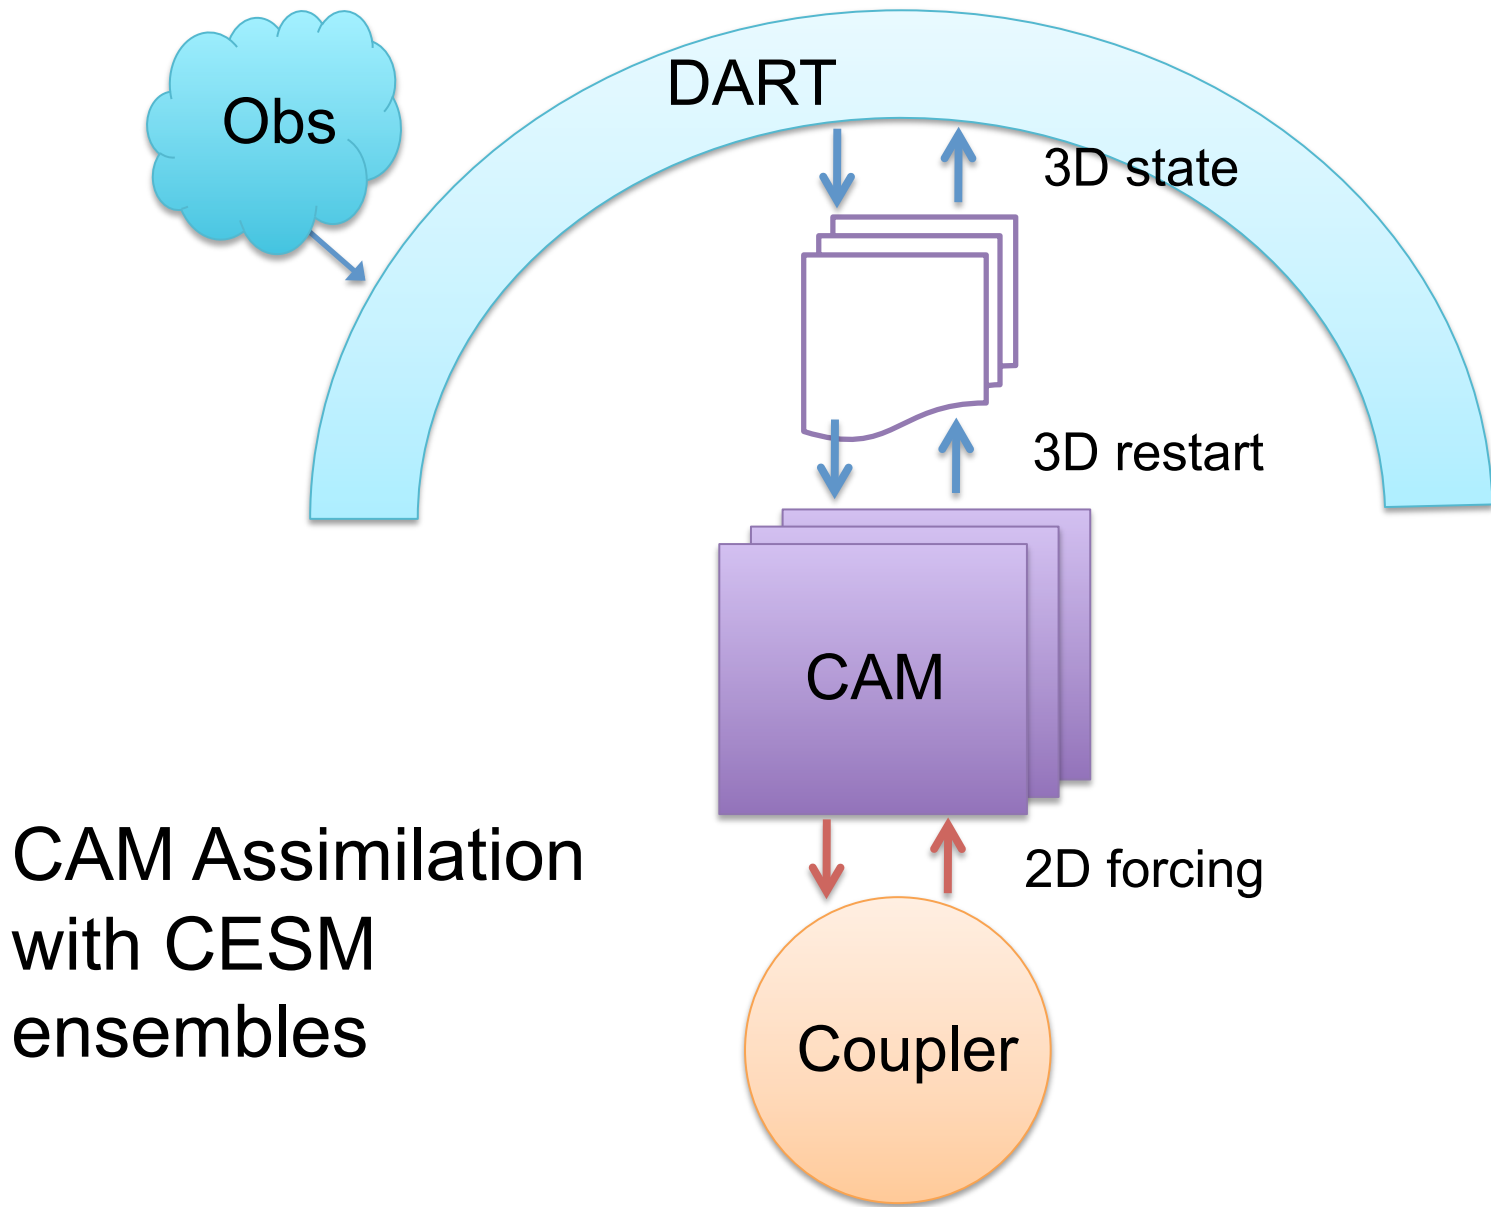 Obs
DART
3D state
3D restart
CAM
2D forcing
CAM Assimilation
with CESM
ensembles
Coupler